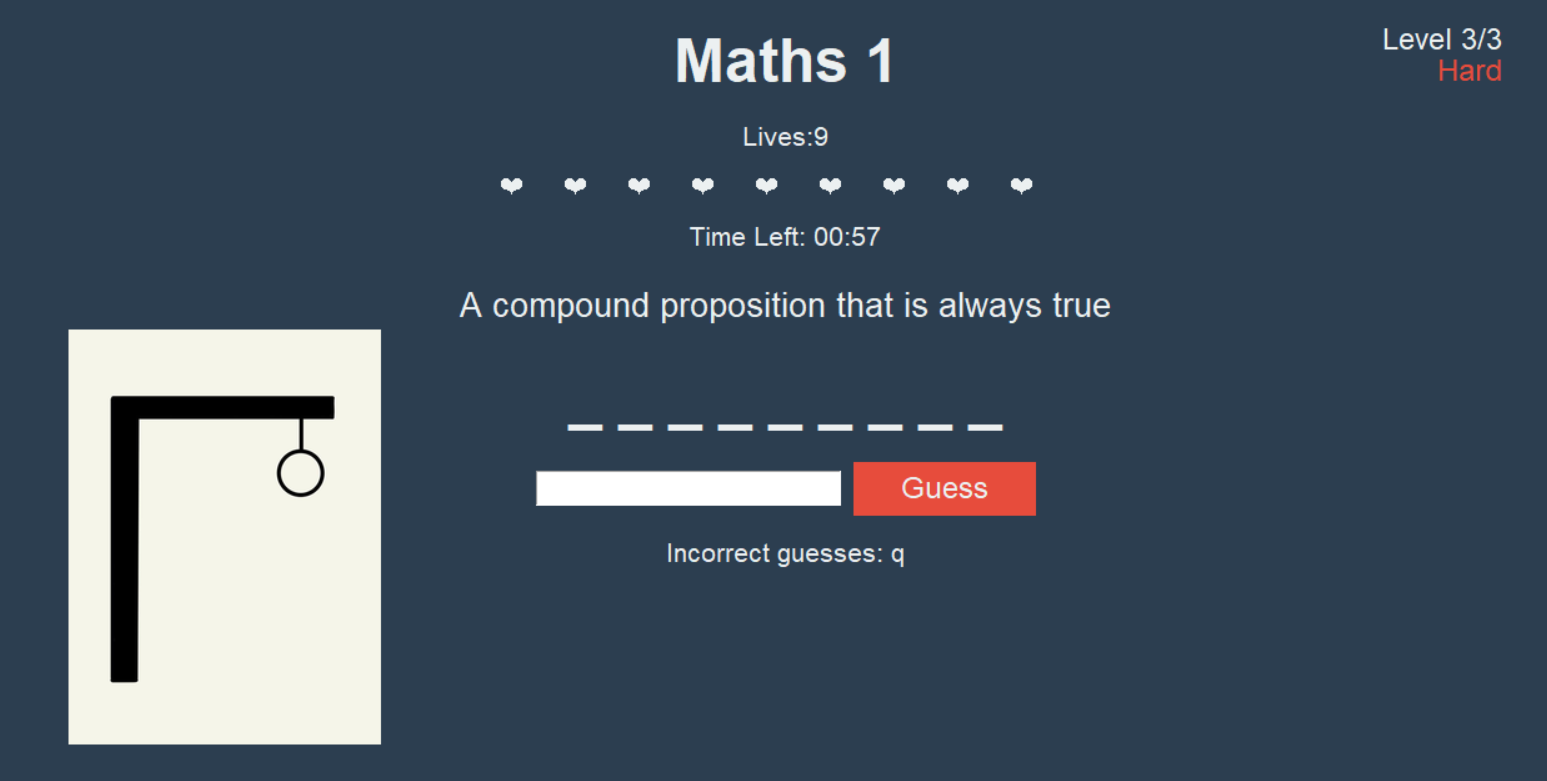 Maths 1
Level 3/3
Hard
Lives:9
Time Left: 00:57
A compound proposition that is always true
_ _ _ _ _ _ _ _ _
Guess
Incorrect guesses: q